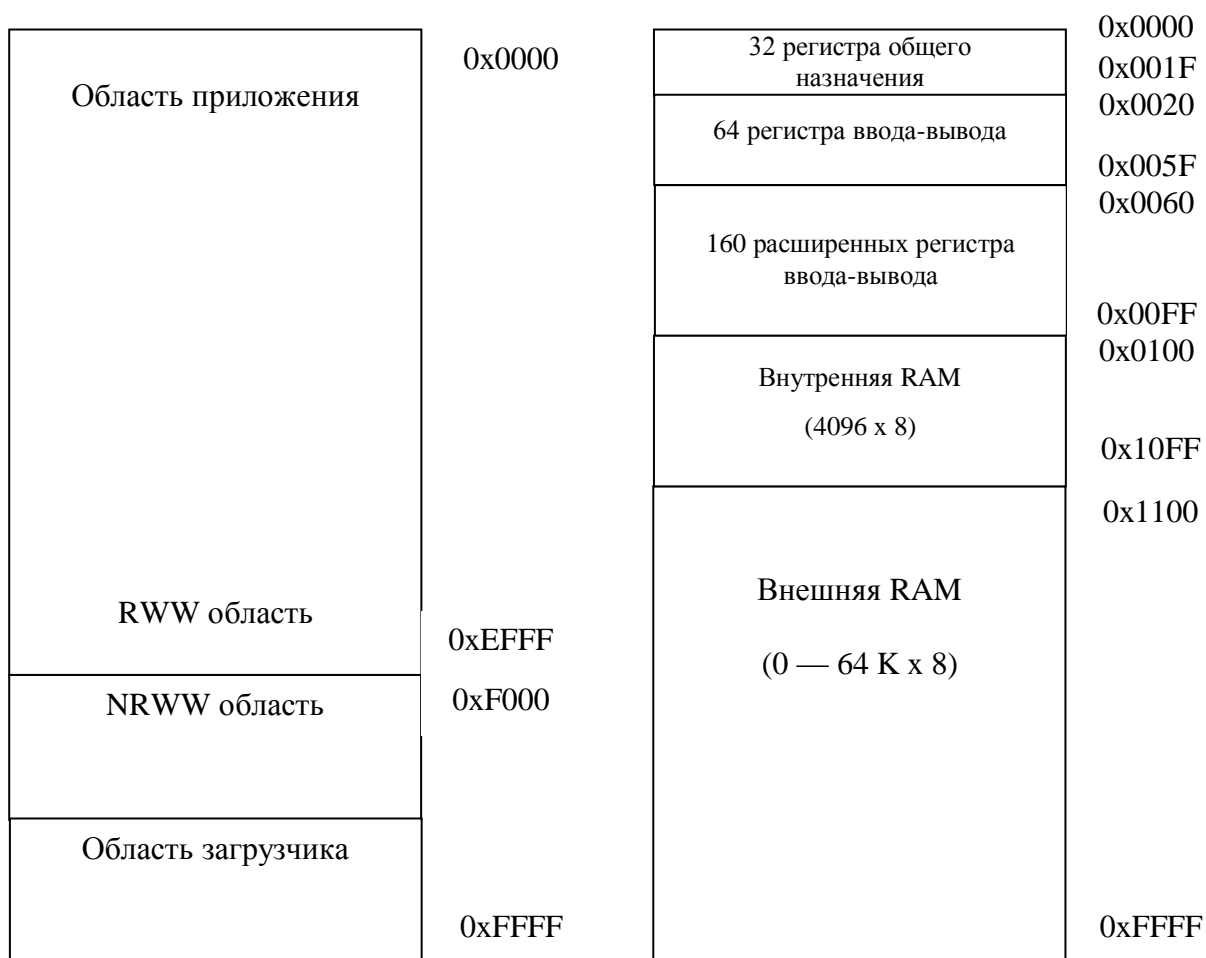 Область приложения
0x0000
RWW область
0xEFFF
NRWW область
0xF000
Область загрузчика
0xFFFF
0x0000
32 регистра общего
назначения
0x001F
0x0020
64 регистра ввода-вывода
0x005F
0x0060
160 расширенных регистра
ввода-вывода
0x00FF
0x0100
Внутренняя RAM
(4096 x 8)
0x10FF
0x1100
Внешняя RAM
(0 — 64 K x 8)
0xFFFF